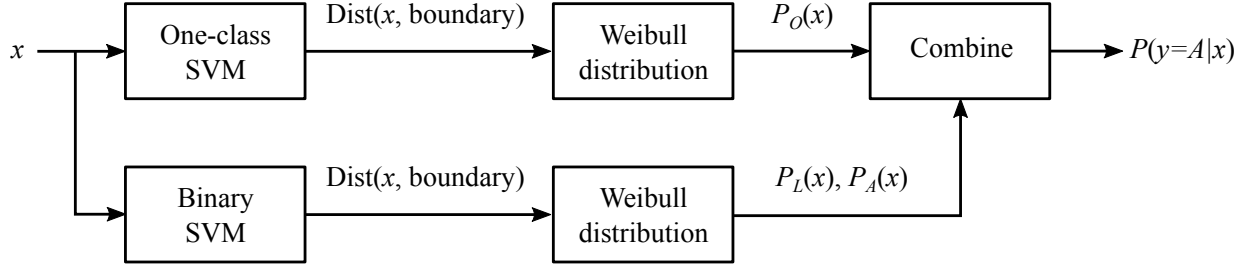 Dist(x, boundary)
P_O(x)
x
One-class
SVM
Weibull
distribution
Combine
P(y=A|x)
Dist(x, boundary)
P_L(x), P_A(x)
Binary
SVM
Weibull
distribution